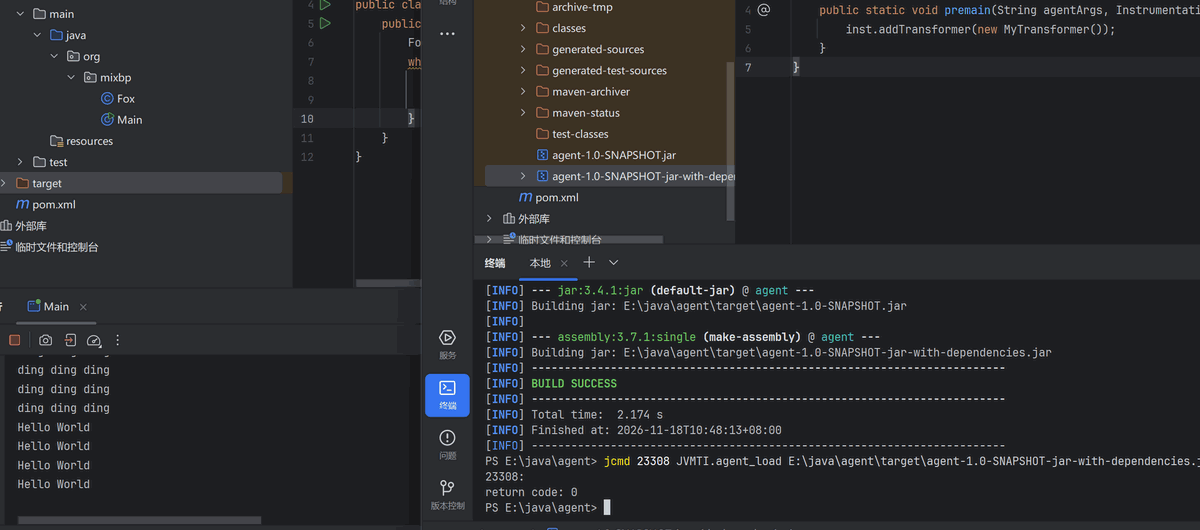 main
java
org
mixbp
Fox
Main
resources
test
target
pom.xml
外部库
临时文件和控制台
4 public cla
5 public
6 Fo
7 wh
8
9
10 }
11 }
12 }
archive-tmp
classes
generated-sources
generated-test-sources
maven-archiver
maven-status
test-classes
agent-1.0-SNAPSHOT.jar
agent-1.0-SNAPSHOT-jar-with-depe
pom.xml
外部库
临时文件和控制台
4 public static void premain(String agentArgs, Instrumentati
5 inst.addTransformer(new MyTransformer());
6 }
7 }
Main
ding ding ding
ding ding ding
ding ding ding
Hello World
Hello World
Hello World
Hello World
服务
终端
问题
版本控制
终端 本地
[INFO] --- jar:3.4.1:jar (default-jar) @ agent ---
[INFO] Building jar: E:\java\agent\target\agent-1.0-SNAPSHOT.jar
[INFO]
[INFO] --- assembly:3.7.1:single (make-assembly) @ agent ---
[INFO] Building jar: E:\java\agent\target\agent-1.0-SNAPSHOT-jar-with-dependencies.jar
[INFO] ------------------------------------------------------------------------
[INFO] BUILD SUCCESS
[INFO] ------------------------------------------------------------------------
[INFO] Total time:  2.174 s
[INFO] Finished at: 2026-11-18T10:48:13+08:00
[INFO] ------------------------------------------------------------------------
PS E:\java\agent> jcmd 23308 JVMTI.agent_load E:\java\agent\target\agent-1.0-SNAPSHOT-jar-with-dependencies.j
23308:
return code: 0
PS E:\java\agent>